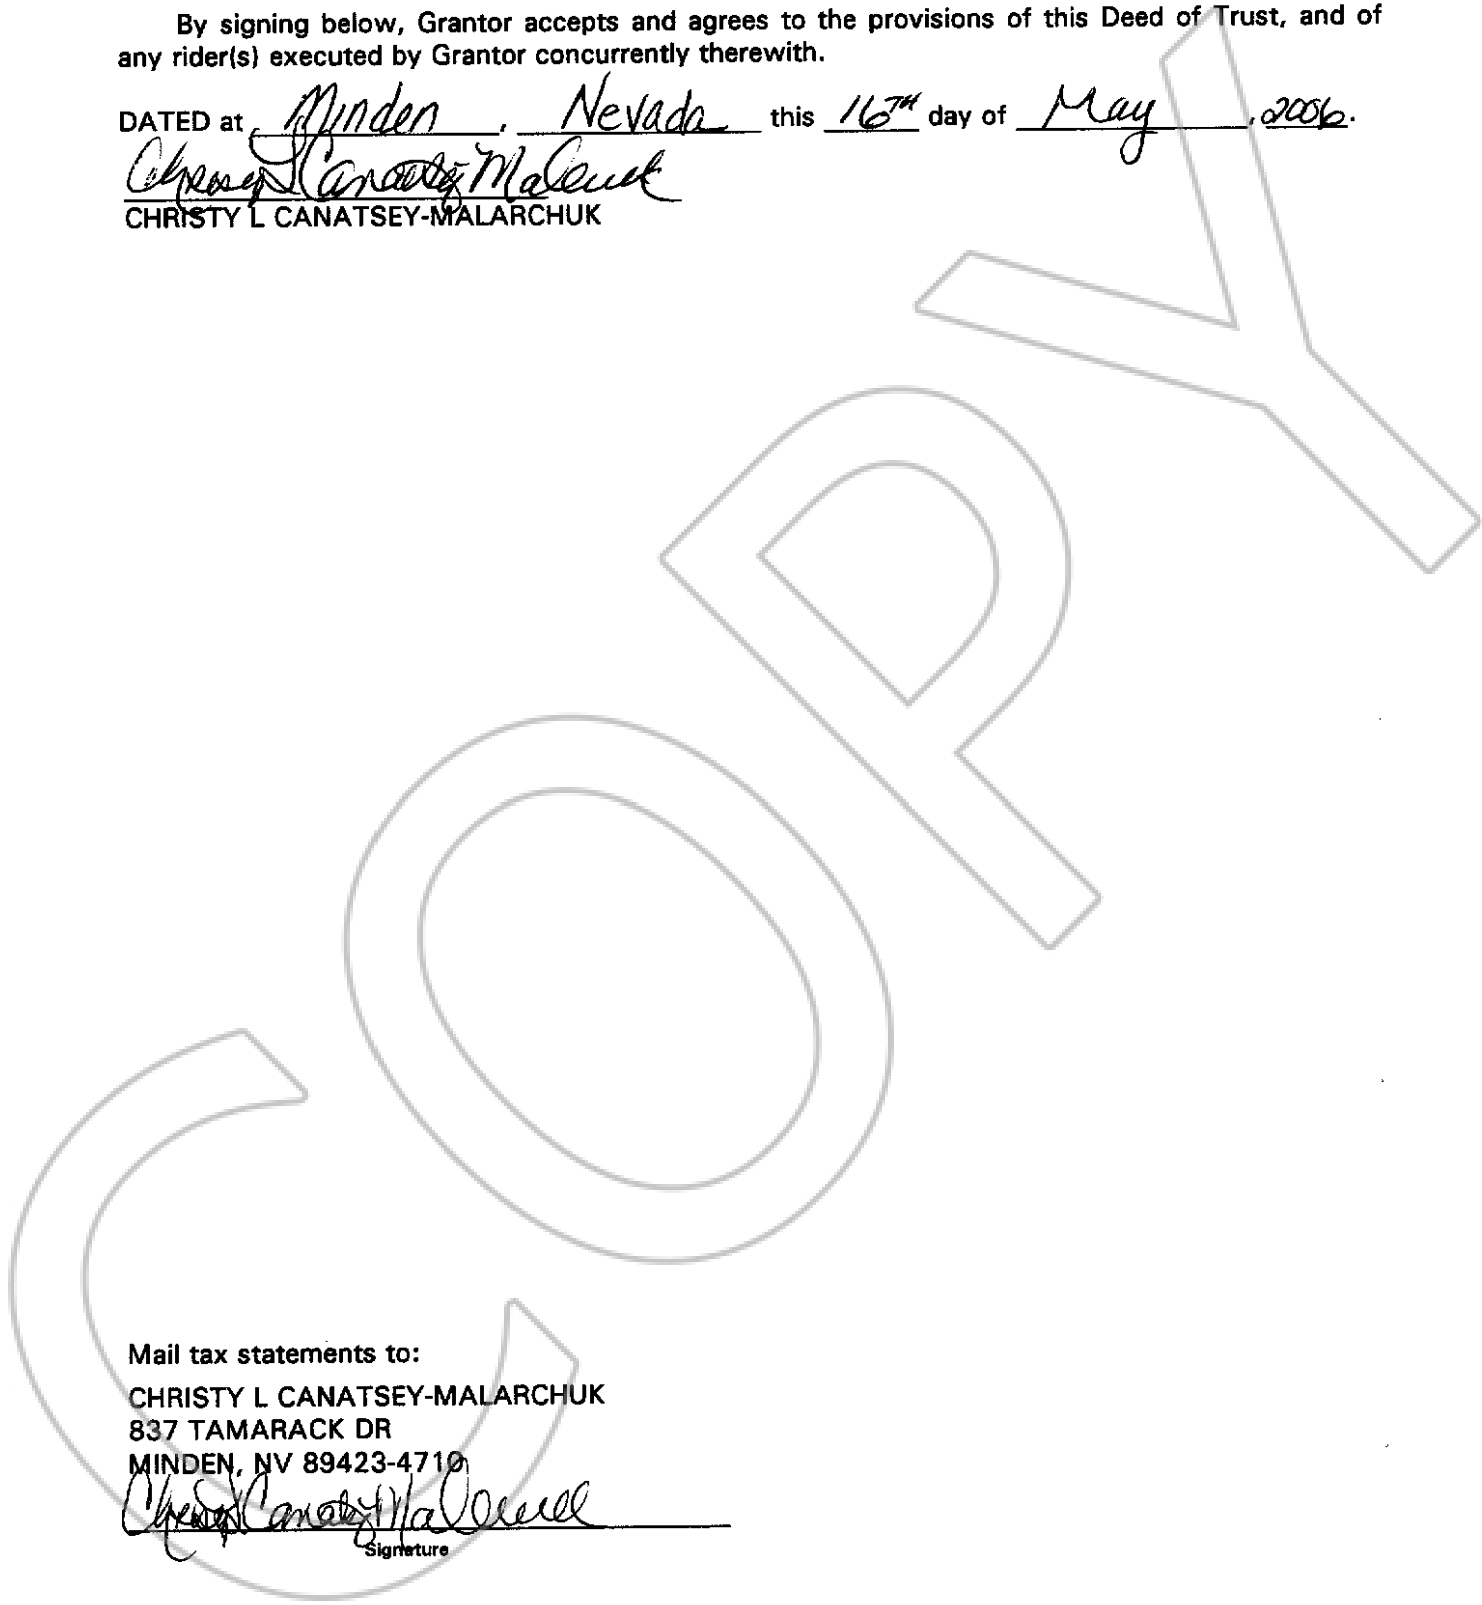 By signing below, Grantor accepts and agrees to the provisions of this Deed of Trust, and of
any rider(s) executed by Grantor concurrently therewith.
DATED at Minden, Nevada this 16TH day of May, 2006.
CHRISTY L CANATSEY-MALARCHUK
COPY
Mail tax statements to:
CHRISTY L CANATSEY-MALARCHUK
837 TAMARACK DR
MINDEN, NV 89423-4710
Signature